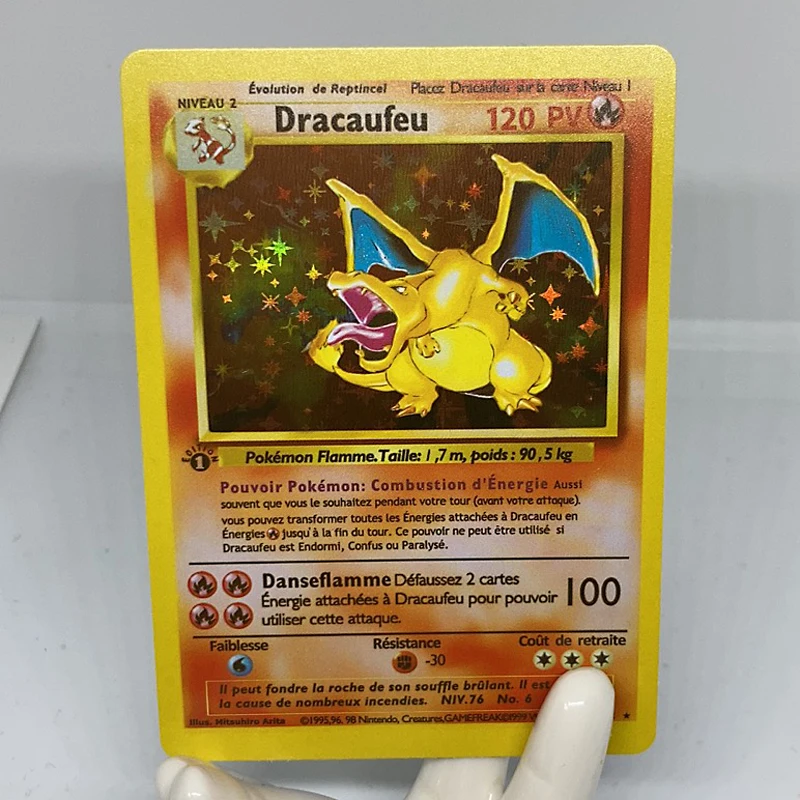 Évolution de Reptincel Placez Dracaufeu sur la carte Niveau 1
NIVEAU 2
Dracaufeu 120 PV
EDITION
1
Pokémon Flamme. Taille: 1,7 m, poids: 90,5 kg
Pouvoir Pokémon: Combustion d'Énergie Aussi
souvent que vous le souhaitez pendant votre tour (avant votre attaque).
vous pouvez transformer toutes les Énergies attachées à Dracaufeu en
Énergies jusqu'à la fin du tour. Ce pouvoir ne peut être utilisé si
Dracaufeu est Endormi, Confus ou Paralysé.
Danseflamme Défaussez 2 cartes
Énergie attachées à Dracaufeu pour pouvoir 100
utiliser cette attaque.
Faiblesse Résistance Coût de retraite
-30
Il peut fondre la roche de son souffle brûlant. Il est
la cause de nombreux incendies. NIV.76 No. 6
Illus. Mitsuhiro Arita ©1995,96,98 Nintendo, Creatures,GAMEFREAK©1999